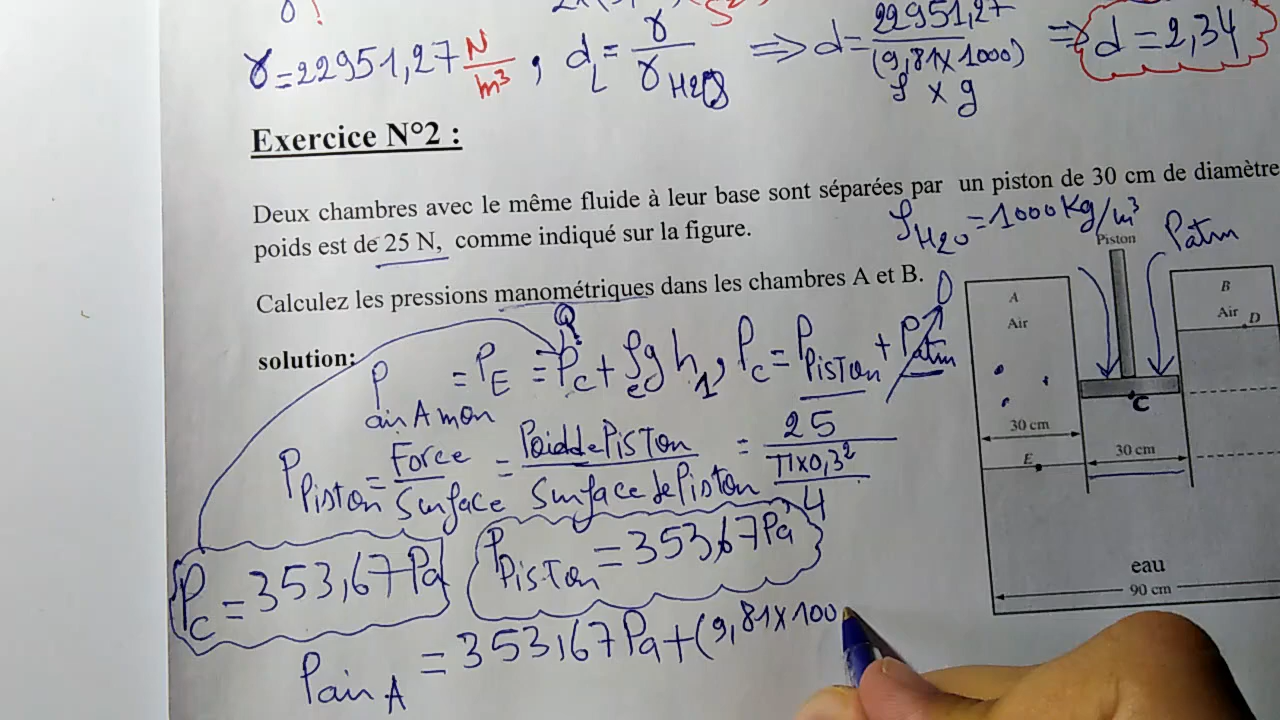 γ = 22951,27 N/m³ ; d_L = γ/γ_H2O ⟹ d = 22951,27/(9,81×1000) ⟹ d = 2,34
ρ × g
Exercice N°2 :
Deux chambres avec le même fluide à leur base sont séparées par un piston de 30 cm de diamètre
poids est de 25 N, comme indiqué sur la figure.
ρ_H2O = 1000 Kg/m³
Piston
Patm
Calculez les pressions manométriques dans les chambres A et B.
0
A
Air
B
Air
D
solution:
P_air A man = P_E = P_C + ρ_e g h_1, P_C = P_PISTON + Patm
C
30 cm
30 cm
E
P_Piston = Force/Surface = Poid de Piston/Surface de Piston = 25/(π×0,3²/4)
P_C = 353,67 Pa
P_PISTON = 353,67 Pa
eau
90 cm
P_air A = 353,67 Pa + (9,81×100